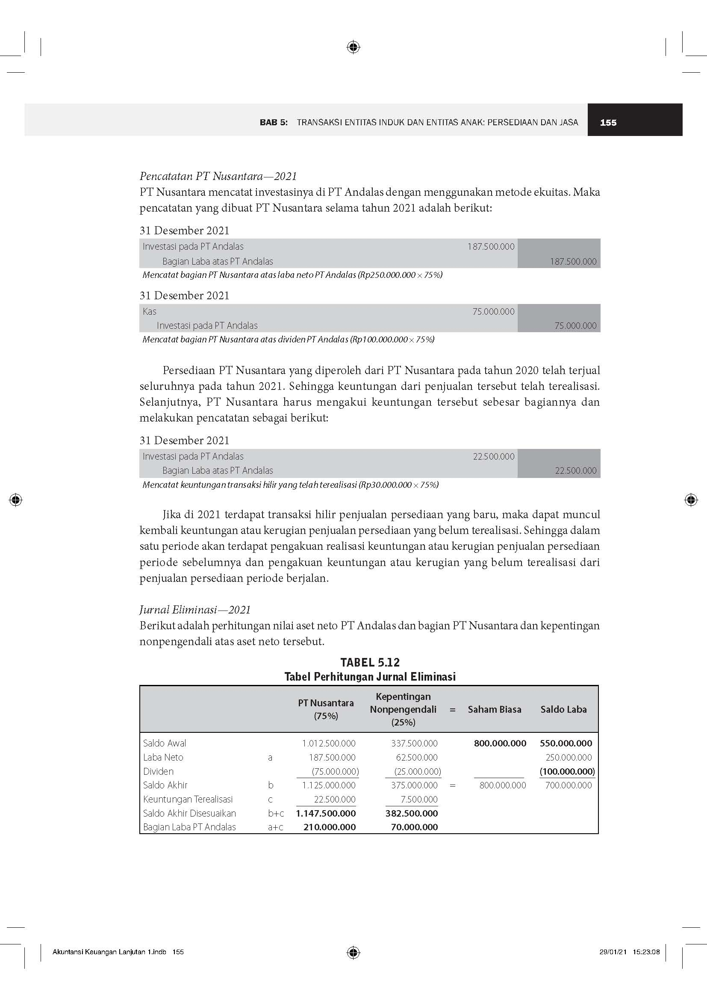 BAB 5: TRANSAKSI ENTITAS INDUK DAN ENTITAS ANAK: PERSEDIAAN DAN JASA 155
Pencatatan PT Nusantara—2021
PT Nusantara mencatat investasinya di PT Andalas dengan menggunakan metode ekuitas. Maka
pencatatan yang dibuat PT Nusantara selama tahun 2021 adalah berikut:
31 Desember 2021
Investasi pada PT Andalas 187.500.000
Bagian Laba atas PT Andalas 187.500.000
Mencatat bagian PT Nusantara atas laba neto PT Andalas (Rp250.000.000 × 75%)
31 Desember 2021
Kas 75.000.000
Investasi pada PT Andalas 75.000.000
Mencatat bagian PT Nusantara atas dividen PT Andalas (Rp100.000.000 × 75%)
Persediaan PT Nusantara yang diperoleh dari PT Nusantara pada tahun 2020 telah terjual
seluruhnya pada tahun 2021. Sehingga keuntungan dari penjualan tersebut telah terealisasi.
Selanjutnya, PT Nusantara harus mengakui keuntungan tersebut sebesar bagiannya dan
melakukan pencatatan sebagai berikut:
31 Desember 2021
Investasi pada PT Andalas 22.500.000
Bagian Laba atas PT Andalas 22.500.000
Mencatat keuntungan transaksi hilir yang telah terealisasi (Rp30.000.000 × 75%)
Jika di 2021 terdapat transaksi hilir penjualan persediaan yang baru, maka dapat muncul
kembali keuntungan atau kerugian penjualan persediaan yang belum terealisasi. Sehingga dalam
satu periode akan terdapat pengakuan realisasi keuntungan atau kerugian penjualan persediaan
periode sebelumnya dan pengakuan keuntungan atau kerugian yang belum terealisasi dari
penjualan persediaan periode berjalan.
Jurnal Eliminasi—2021
Berikut adalah perhitungan nilai aset neto PT Andalas dan bagian PT Nusantara dan kepentingan
nonpengendali atas aset neto tersebut.
TABEL 5.12
Tabel Perhitungan Jurnal Eliminasi
PT Nusantara
(75%)
Kepentingan
Nonpengendali
(25%)
= Saham Biasa Saldo Laba
Saldo Awal 1.012.500.000 337.500.000 800.000.000 550.000.000
Laba Neto a 187.500.000 62.500.000 250.000.000
Dividen (75.000.000) (25.000.000) (100.000.000)
Saldo Akhir b 1.125.000.000 375.000.000 = 800.000.000 700.000.000
Keuntungan Terealisasi c 22.500.000 7.500.000
Saldo Akhir Disesuaikan b+c 1.147.500.000 382.500.000
Bagian Laba PT Andalas a+c 210.000.000 70.000.000
Akuntansi Keuangan Lanjutan 1.indb 155 29/01/21 15:23:08